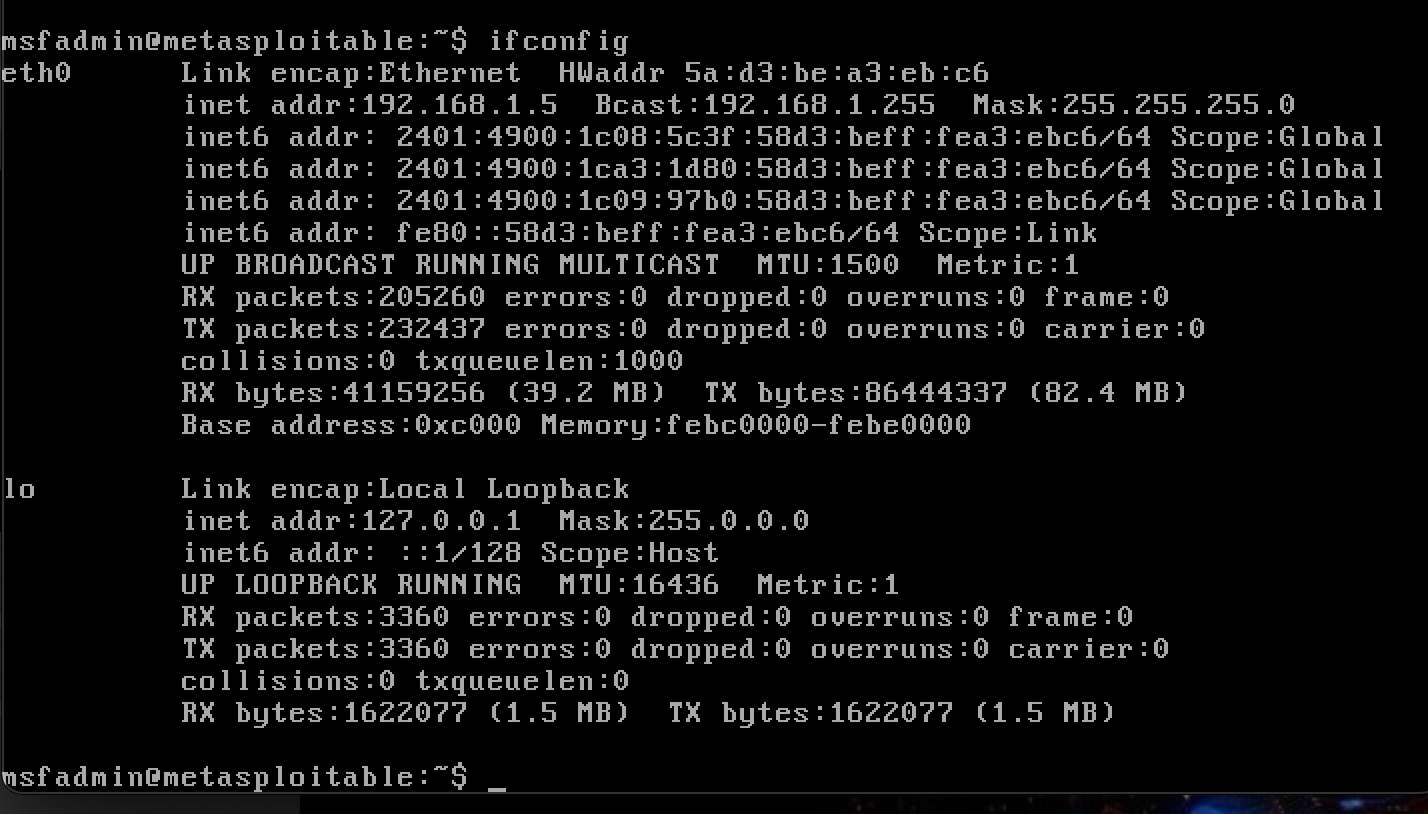 msfadmin@metasploitable:~$ ifconfig
eth0 Link encap:Ethernet HWaddr 5a:d3:be:a3:eb:c6
inet addr:192.168.1.5 Bcast:192.168.1.255 Mask:255.255.255.0
inet6 addr: 2401:4900:1c08:5c3f:58d3:beff:fea3:ebc6/64 Scope:Global
inet6 addr: 2401:4900:1ca3:1d80:58d3:beff:fea3:ebc6/64 Scope:Global
inet6 addr: 2401:4900:1c09:97b0:58d3:beff:fea3:ebc6/64 Scope:Global
inet6 addr: fe80::58d3:beff:fea3:ebc6/64 Scope:Link
UP BROADCAST RUNNING MULTICAST MTU:1500 Metric:1
RX packets:205260 errors:0 dropped:0 overruns:0 frame:0
TX packets:232437 errors:0 dropped:0 overruns:0 carrier:0
collisions:0 txqueuelen:1000
RX bytes:41159256 (39.2 MB) TX bytes:86444337 (82.4 MB)
Base address:0xc000 Memory:febc0000-febe0000
lo Link encap:Local Loopback
inet addr:127.0.0.1 Mask:255.0.0.0
inet6 addr: ::1/128 Scope:Host
UP LOOPBACK RUNNING MTU:16436 Metric:1
RX packets:3360 errors:0 dropped:0 overruns:0 frame:0
TX packets:3360 errors:0 dropped:0 overruns:0 carrier:0
collisions:0 txqueuelen:0
RX bytes:1622077 (1.5 MB) TX bytes:1622077 (1.5 MB)
msfadmin@metasploitable:~$ _